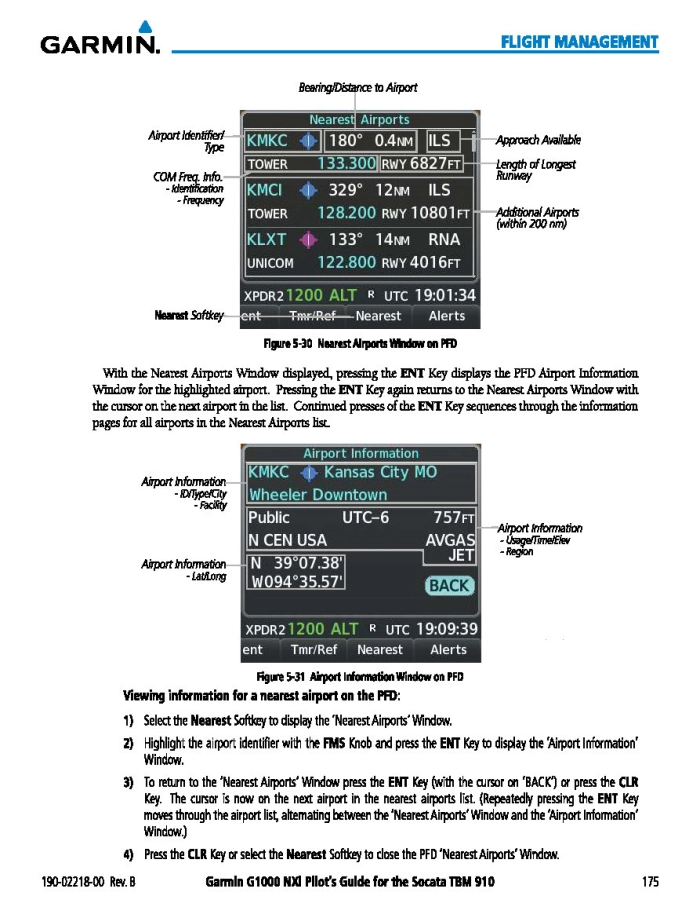 GARMIN.
FLIGHT MANAGEMENT
Bearing/Distance to Airport
Airport Identifier/
Type
COM Freq. Info.
- Identification
- Frequency
Nearest Softkey
Nearest Airports
KMKC 180° 0.4NM ILS
TOWER 133.300 RWY 6827FT
KMCI 329° 12NM ILS
TOWER 128.200 RWY 10801FT
KLXT 133° 14NM RNA
UNICOM 122.800 RWY 4016FT
XPDR2 1200 ALT R UTC 19:01:34
ent Tmr/Ref Nearest Alerts
Approach Available
Length of Longest
Runway
Additional Airports
(within 200 nm)
Figure 5-30 Nearest Airports Window on PFD
With the Nearest Airports Window displayed, pressing the ENT Key displays the PFD Airport Information
Window for the highlighted airport. Pressing the ENT Key again returns to the Nearest Airports Window with
the cursor on the next airport in the list. Continued presses of the ENT Key sequences through the information
pages for all airports in the Nearest Airports list.
Airport Information
- ID/Type/City
- Facility
Airport Information
- Lat/Long
Airport Information
KMKC Kansas City MO
Wheeler Downtown
Public UTC-6 757FT
N CEN USA AVGAS
JET
N 39°07.38'
W094°35.57'
BACK
XPDR2 1200 ALT R UTC 19:09:39
ent Tmr/Ref Nearest Alerts
Airport Information
- Usage/Time/Elev
- Region
Figure 5-31 Airport Information Window on PFD
Viewing information for a nearest airport on the PFD:
1) Select the Nearest Softkey to display the 'Nearest Airports' Window.
2) Highlight the airport identifier with the FMS Knob and press the ENT Key to display the 'Airport Information'
Window.
3) To return to the 'Nearest Airports' Window press the ENT Key (with the cursor on 'BACK') or press the CLR
Key. The cursor is now on the next airport in the nearest airports list. (Repeatedly pressing the ENT Key
moves through the airport list, alternating between the 'Nearest Airports' Window and the 'Airport Information'
Window.)
4) Press the CLR Key or select the Nearest Softkey to close the PFD 'Nearest Airports' Window.
190-02218-00 Rev. B
Garmin G1000 NXi Pilot's Guide for the Socata TBM 910
175